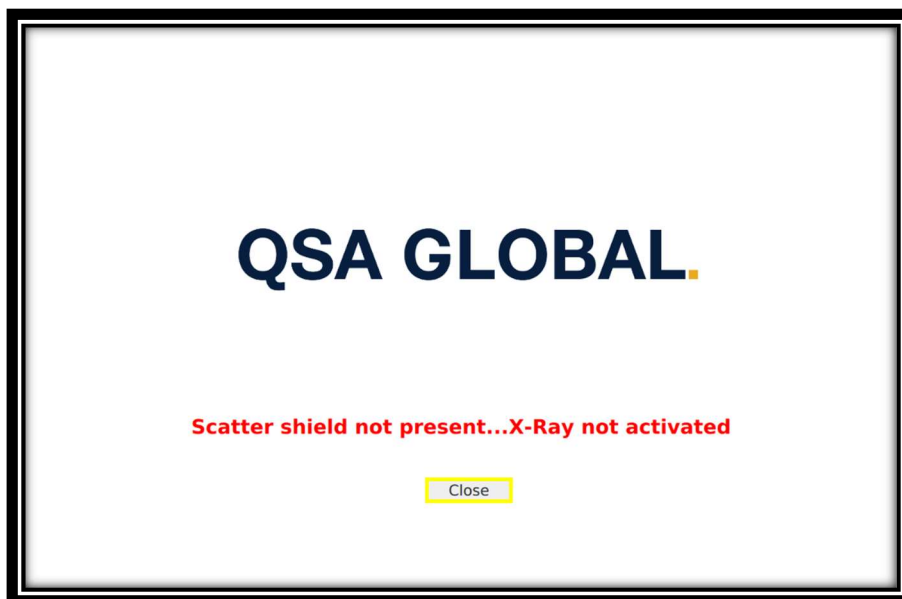 QSA GLOBAL.
Scatter shield not present...X-Ray not activated
Close